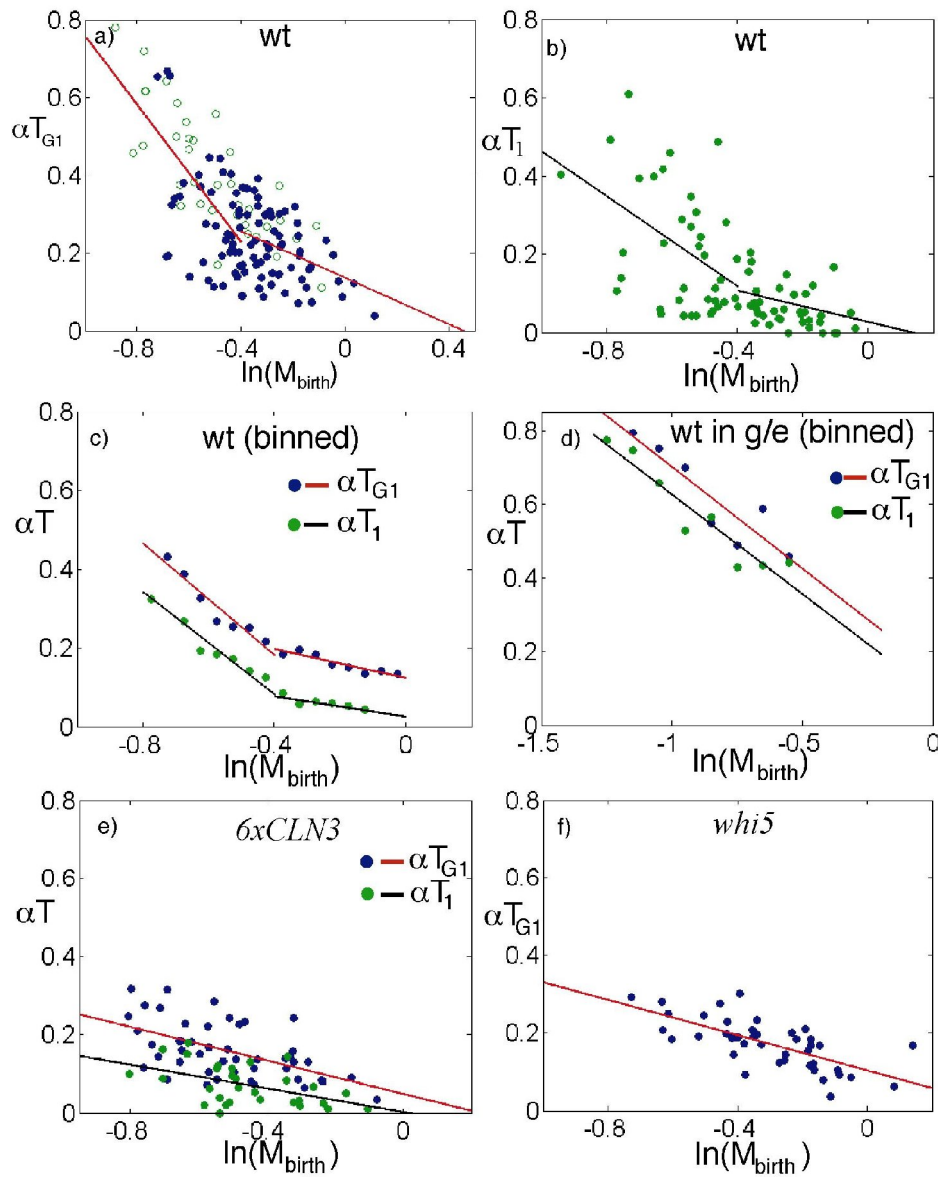 a) wt
αT_G1
0.8
0.6
0.4
0.2
0
-0.8 -0.4 0 0.4
ln(M_birth)
b) wt
αT_1
0.8
0.6
0.4
0.2
0
-0.8 -0.4 0
ln(M_birth)
c) wt (binned)
αT_G1
αT_1
αT
0.8
0.6
0.4
0.2
0
-0.8 -0.4 0
ln(M_birth)
d) wt in g/e (binned)
αT_G1
αT_1
αT
0.8
0.6
0.4
0.2
0
-1.5 -1 -0.5 0
ln(M_birth)
e) 6xCLN3
αT_G1
αT_1
αT
0.8
0.6
0.4
0.2
0
-0.8 -0.4 0
ln(M_birth)
f) whi5
αT_G1
0.8
0.6
0.4
0.2
0
-0.8 -0.4 0
ln(M_birth)